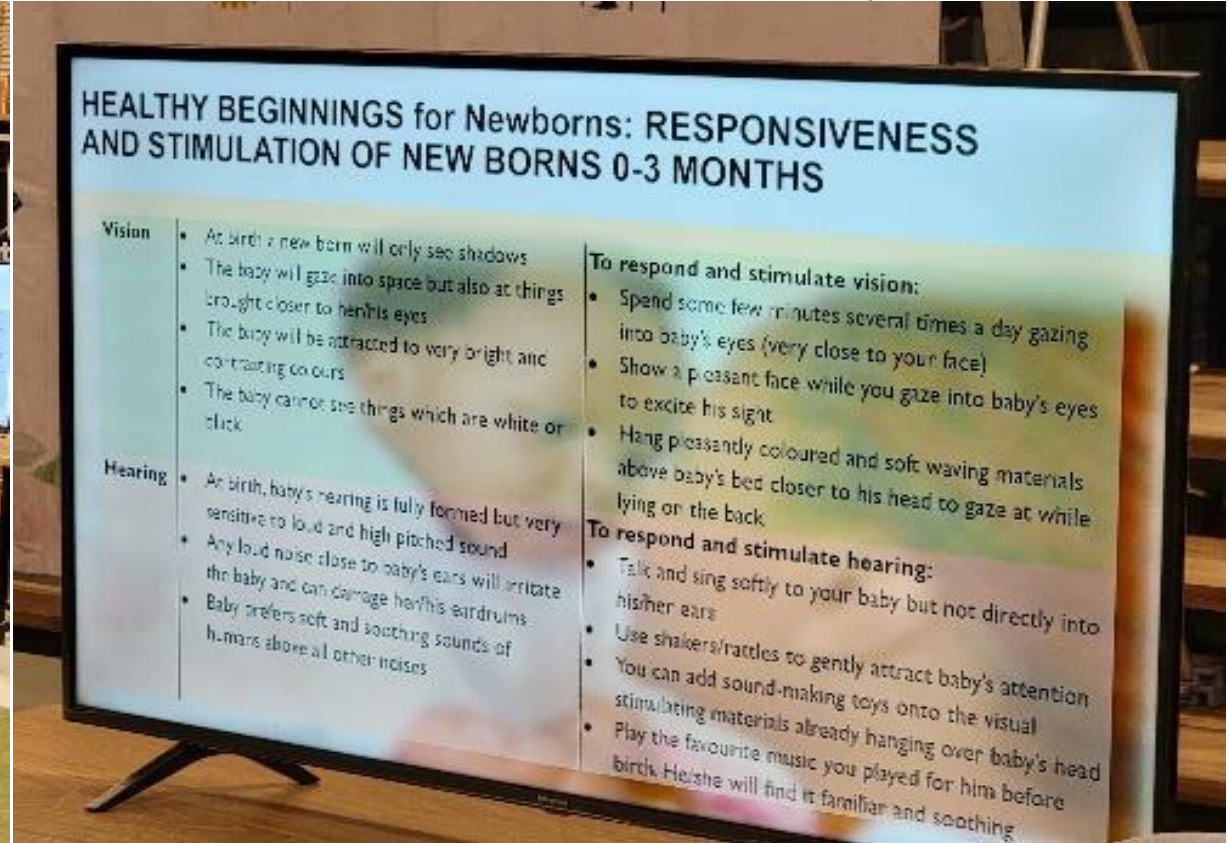 HEALTHY BEGINNINGS for Newborns: RESPONSIVENESS
AND STIMULATION OF NEW BORNS 0-3 MONTHS
Vision
• At birth a new born will only see shadows
• The baby will gaze into space but also at things
brought closer to her/his eyes
• The baby will be attracted to very bright and
contrasting colours
• The baby cannot see things which are white or
black
To respond and stimulate vision:
• Spend some few minutes several times a day gazing
into baby's eyes (very close to your face)
• Show a pleasant face while you gaze into baby's eyes
to excite his sight
• Hang pleasantly coloured and soft waving materials
above baby's bed closer to his head to gaze at while
lying on the back
Hearing
• At birth, baby's hearing is fully formed but very
sensitive to loud and high pitched sound
• Any loud noise close to baby's ears will irritate
the baby and can damage her/his eardrums
• Baby prefers soft and soothing sounds of
humans above all other noises
To respond and stimulate hearing:
• Talk and sing softly to your baby but not directly into
his/her ears
• Use shakers/rattles to gently attract baby's attention
• You can add sound-making toys onto the visual
stimulating materials already hanging over baby's head
• Play the favourite music you played for him before
birth. He/she will find it familiar and soothing